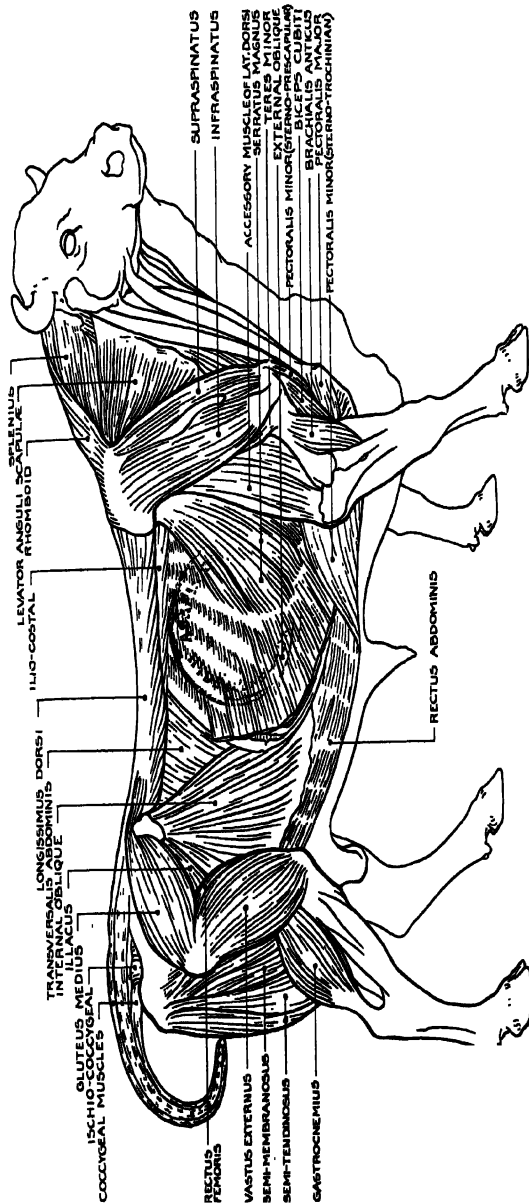 SPLENIUS
LEVATOR ANGULI SCAPULÆ
RHOMBOID
ILIO-COSTAL
LONGISSIMUS DORSI
TRANSVERSALIS ABDOMINIS
INTERNAL OBLIQUE
ILLACUS
GLUTEUS MEDIUS
ISCHIO-COCCYGEAL
COCCYGEAL MUSCLES
SUPRASPINATUS
INFRASPINATUS
ACCESSORY MUSCLE OF LAT. DORSI
SERRATUS MAGNUS
TERES MINOR
EXTERNAL OBLIQUE
PECTORALIS MINOR (STERNO-PRESCAPULAR)
BICEPS CUBITI
BRACHIALIS ANTICUS
PECTORALIS MAJOR
PECTORALIS MINOR (STERNO-TROCHINIAN)
RECTUS ABDOMINIS
RECTUS
FEMORIS
VASTUS EXTERNUS
SEMI-MEMBRANOSUS
SEMI-TENDINOSUS
GASTROCNEMIUS